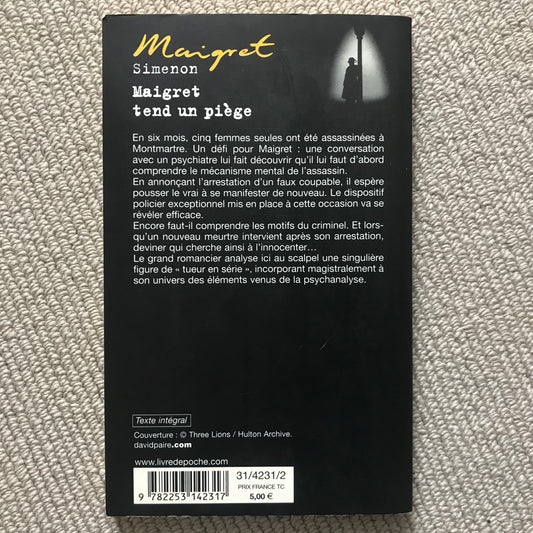 Maigret
Simenon
Maigret
tend un piège
En six mois, cinq femmes seules ont été assassinées à
Montmartre. Un défi pour Maigret : une conversation
avec un psychiatre lui fait découvrir qu'il lui faut d'abord
comprendre le mécanisme mental de l'assassin.
En annonçant l'arrestation d'un faux coupable, il espère
pousser le vrai à se manifester de nouveau. Le dispositif
policier exceptionnel mis en place à cette occasion va se
révéler efficace.
Encore faut-il comprendre les motifs du criminel. Et lors-
qu'un nouveau meurtre intervient après son arrestation,
deviner qui cherche ainsi à l'innocenter…
Le grand romancier analyse ici au scalpel une singulière
figure de « tueur en série », incorporant magistralement à
son univers des éléments venus de la psychanalyse.
Texte intégral
Couverture : © Three Lions / Hulton Archive.
davidpaire.com
www.livredepoche.com
31/4231/2
PRIX FRANCE TC
5,00 €
9 782253 142317